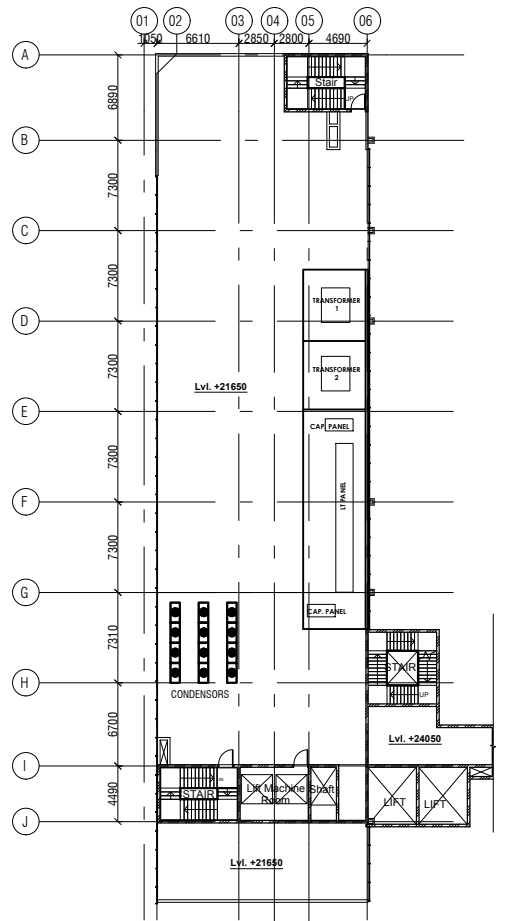 01 02 03 04 05 06
1050 6610 2850 2800 4690
A
Stair
UP
6880
B
7300
C
7300
TRANSFORMER
1
D
7300
TRANSFORMER
2
Lvl. +21650
E
CAP. PANEL
7300
LT PANEL
F
7300
G
CAP. PANEL
7310
STAIR
H
UP
CONDENSORS
6700
Lvl. +24050
I
Lift Machine
Room
Shaft
STAIR
4490
LIFT
LIFT
J
Lvl. +21650